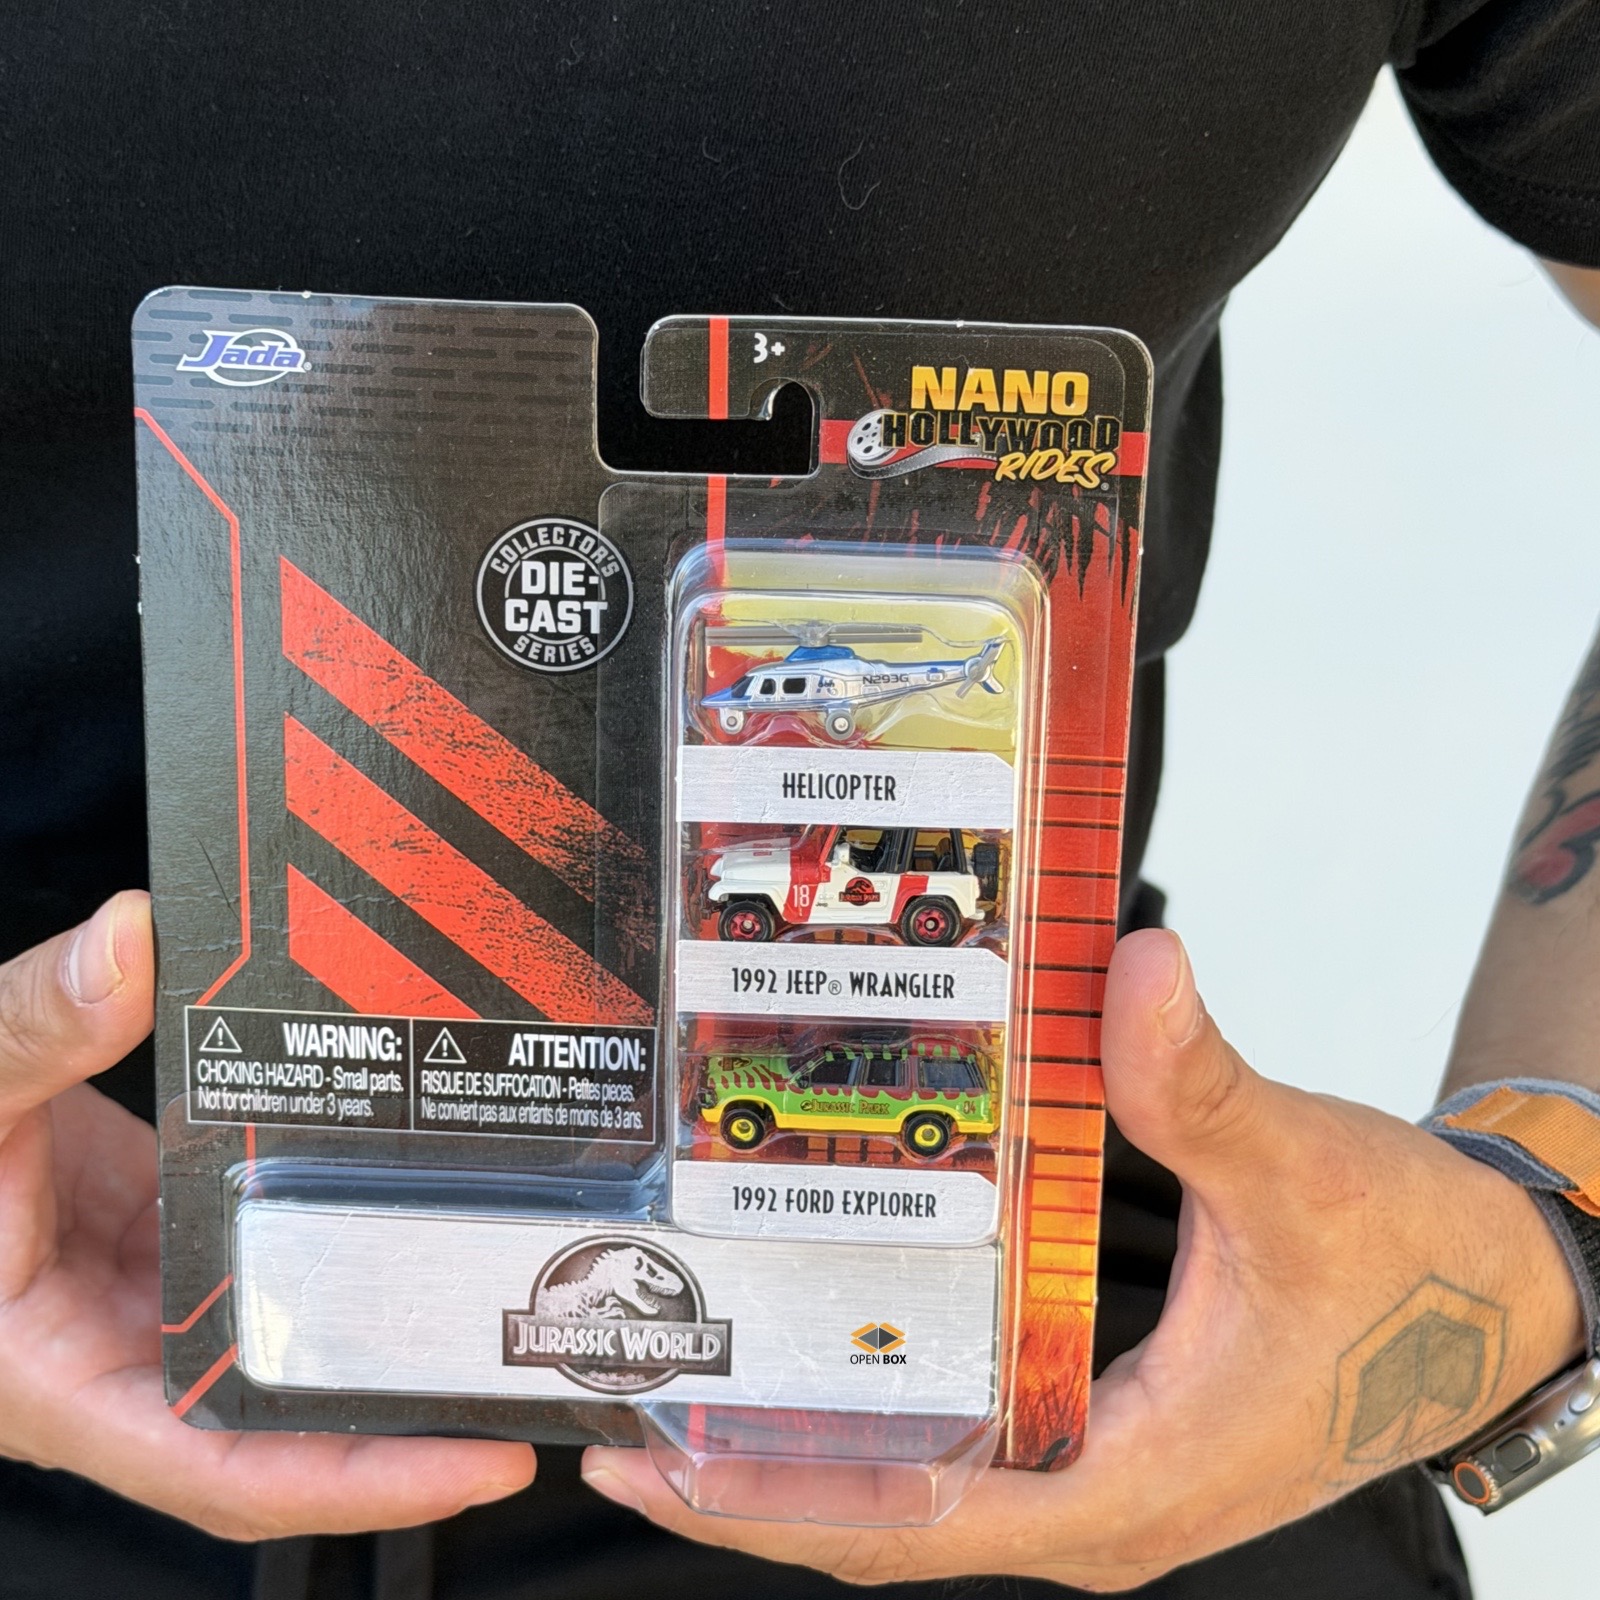 Jada
3+
NANO
HOLLYWOOD
RIDES
COLLECTOR'S
DIE-
CAST
SERIES
N293G
HELICOPTER
18
Jeep
JURASSIC PARK
1992 JEEP® WRANGLER
JURASSIC PARK
04
1992 FORD EXPLORER
WARNING:
CHOKING HAZARD - Small parts.
Not for children under 3 years.
ATTENTION:
RISQUE DE SUFFOCATION - Petites pieces.
Ne convient pas aux enfants de moins de 3 ans.
JURASSIC WORLD
OPEN BOX